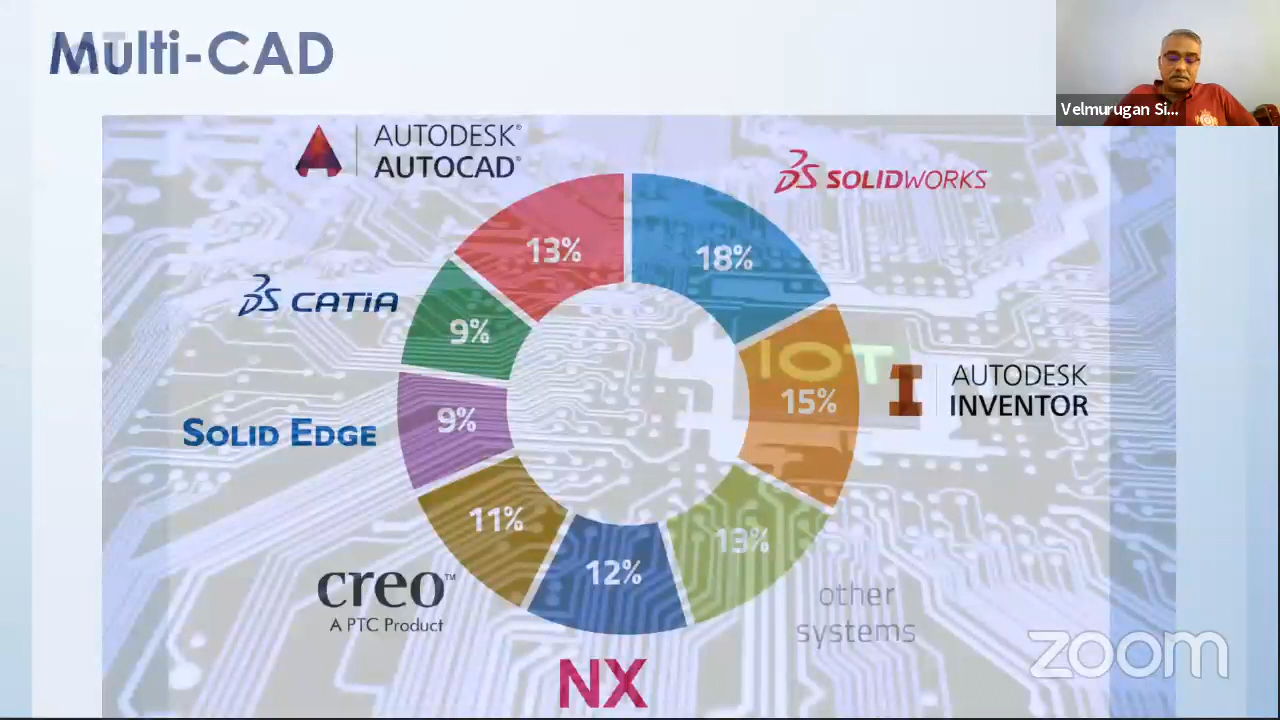 Multi-CAD
Velmurugan Si...
AUTODESK®
AUTOCAD®
SOLIDWORKS
13%
18%
CATIA
9%
IOT
15%
AUTODESK
INVENTOR
SOLID EDGE
9%
11%
13%
12%
creo™
A PTC Product
other
systems
NX
zoom